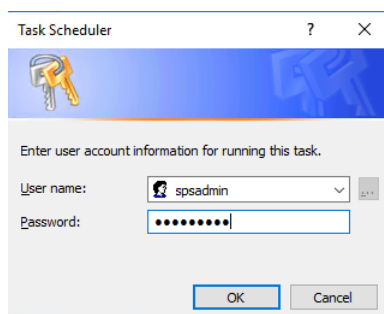 Task Scheduler ? ×
Enter user account information for running this task.
User name: spsadmin ...
Password: •••••••••
OK Cancel